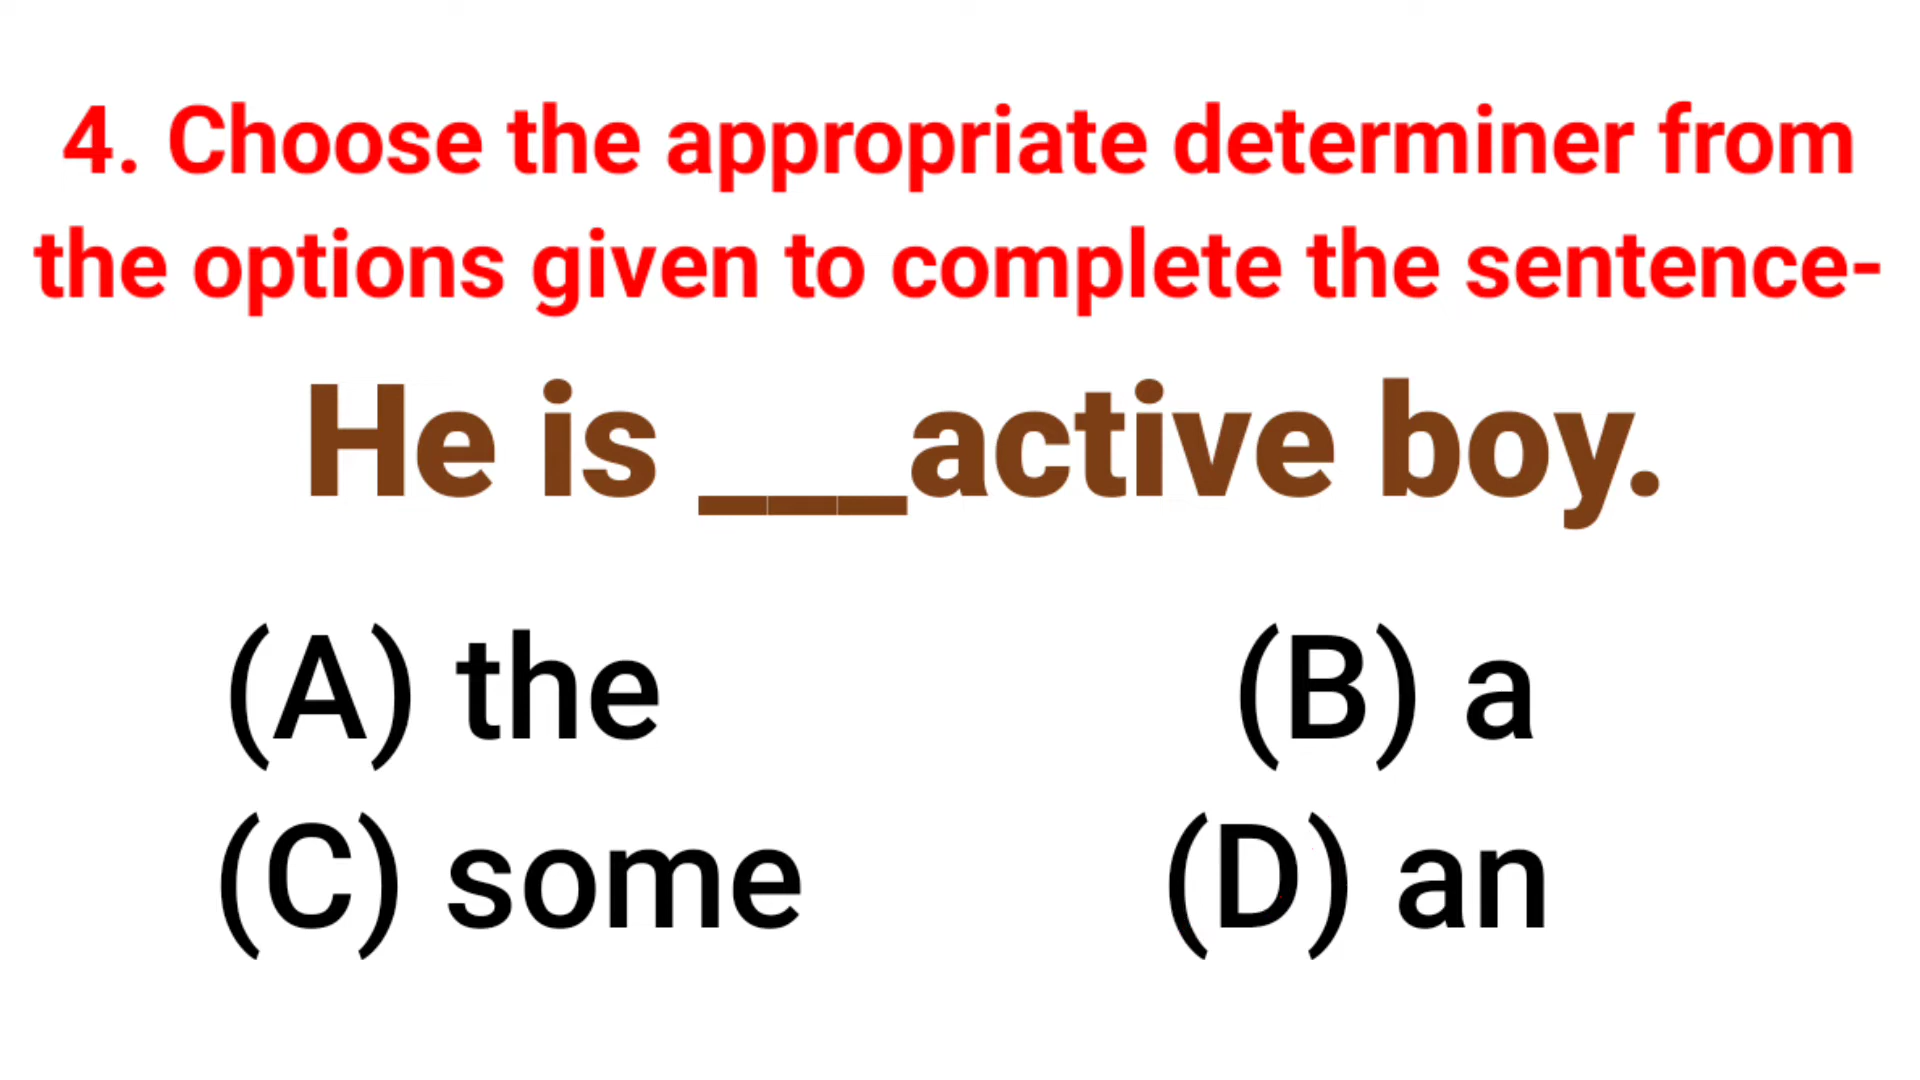 4. Choose the appropriate determiner from
the options given to complete the sentence-
He is ___active boy.
(A) the (B) a
(C) some (D) an